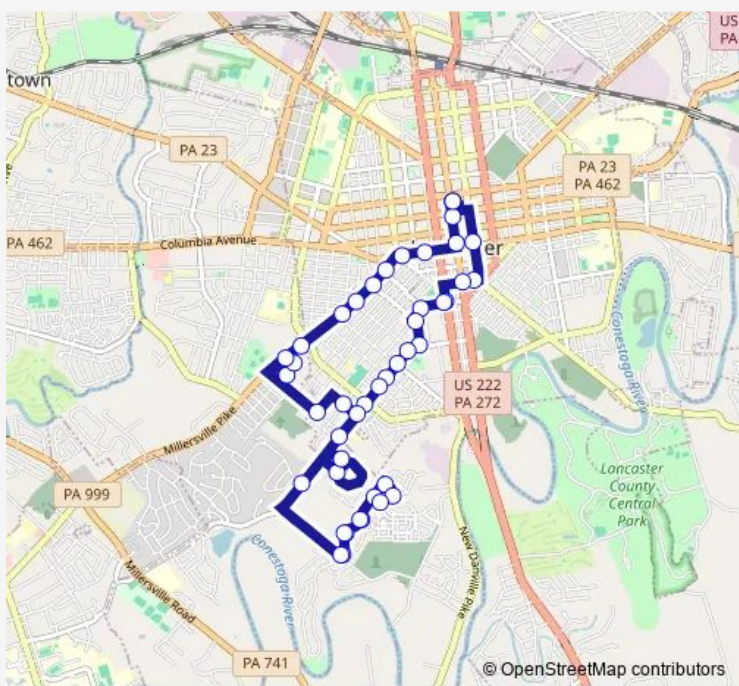 US
PA
town
PA 23
PA 23
PA 462
PA 462
Columbia Avenue
er
Conestoga River
US 222
PA 272
Millersville Pike
PA 999
Lancaster
County
Central
Park
Conestoga River
New Danville Pike
Millersville Road
PA 741
© OpenStreetMap contributors